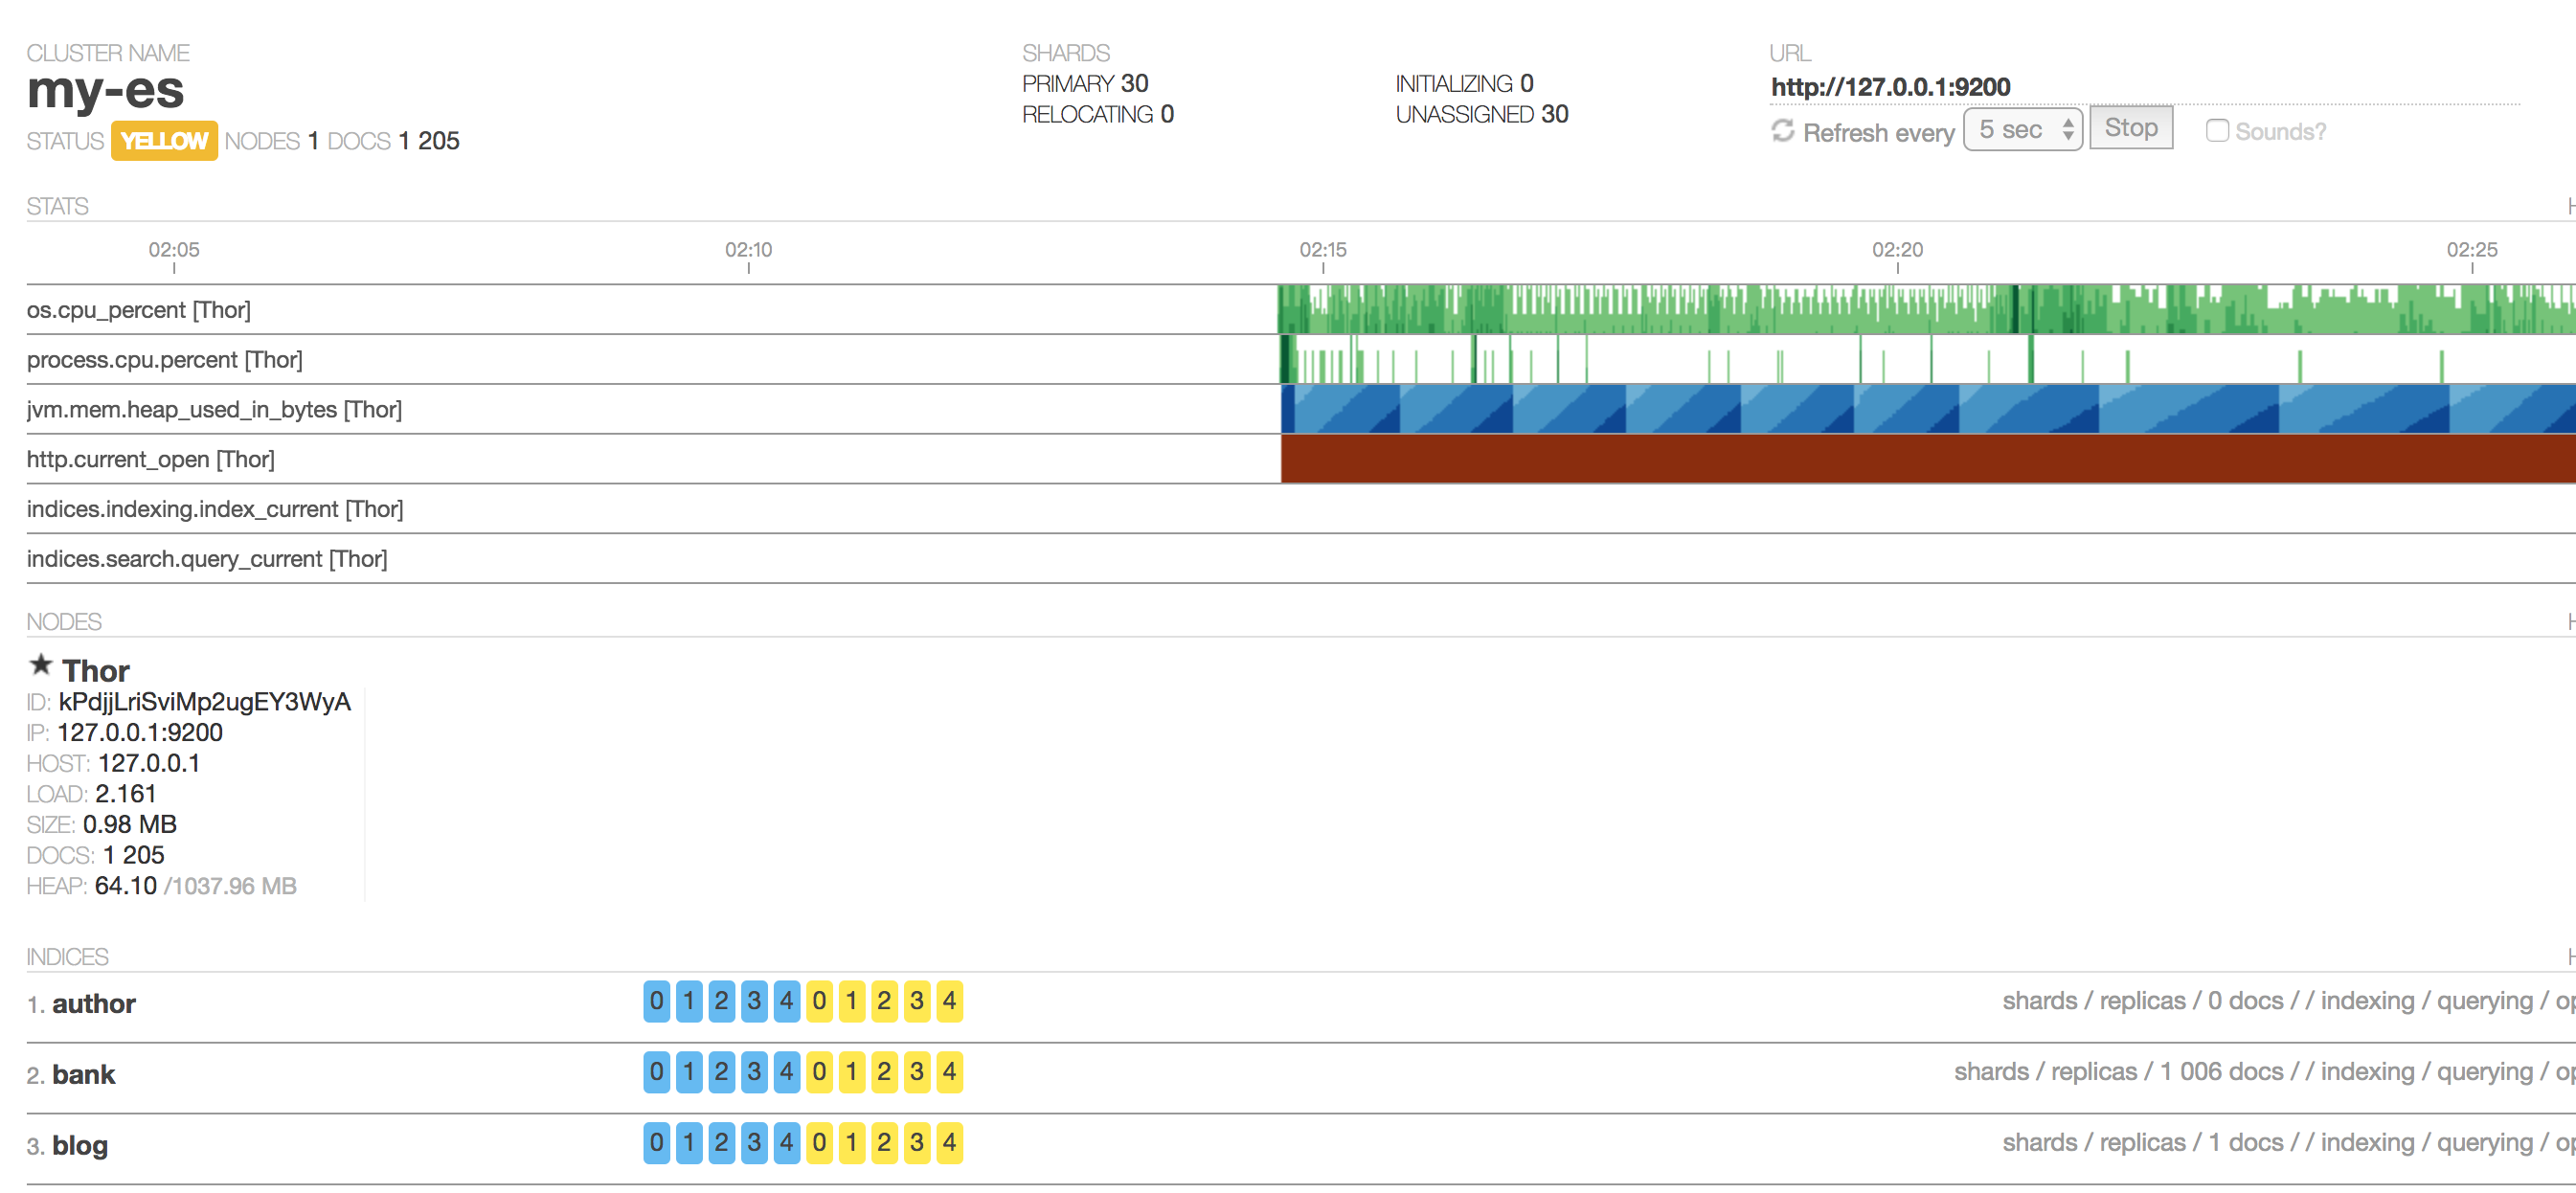 CLUSTER NAME
my-es
STATUS YELLOW NODES 1 DOCS 1 205
SHARDS
PRIMARY 30 INITIALIZING 0
RELOCATING 0 UNASSIGNED 30
URL
http://127.0.0.1:9200
Refresh every 5 sec Stop Sounds?
STATS
02:05 02:10 02:15 02:20 02:25
os.cpu_percent [Thor]
process.cpu.percent [Thor]
jvm.mem.heap_used_in_bytes [Thor]
http.current_open [Thor]
indices.indexing.index_current [Thor]
indices.search.query_current [Thor]
NODES
★ Thor
ID: kPdjjLriSviMp2ugEY3WyA
IP: 127.0.0.1:9200
HOST: 127.0.0.1
LOAD: 2.161
SIZE: 0.98 MB
DOCS: 1 205
HEAP: 64.10 /1037.96 MB
INDICES
1. author 0 1 2 3 4 0 1 2 3 4 shards / replicas / 0 docs / / indexing / querying /
2. bank 0 1 2 3 4 0 1 2 3 4 shards / replicas / 1 006 docs / / indexing / querying /
3. blog 0 1 2 3 4 0 1 2 3 4 shards / replicas / 1 docs / / indexing / querying /